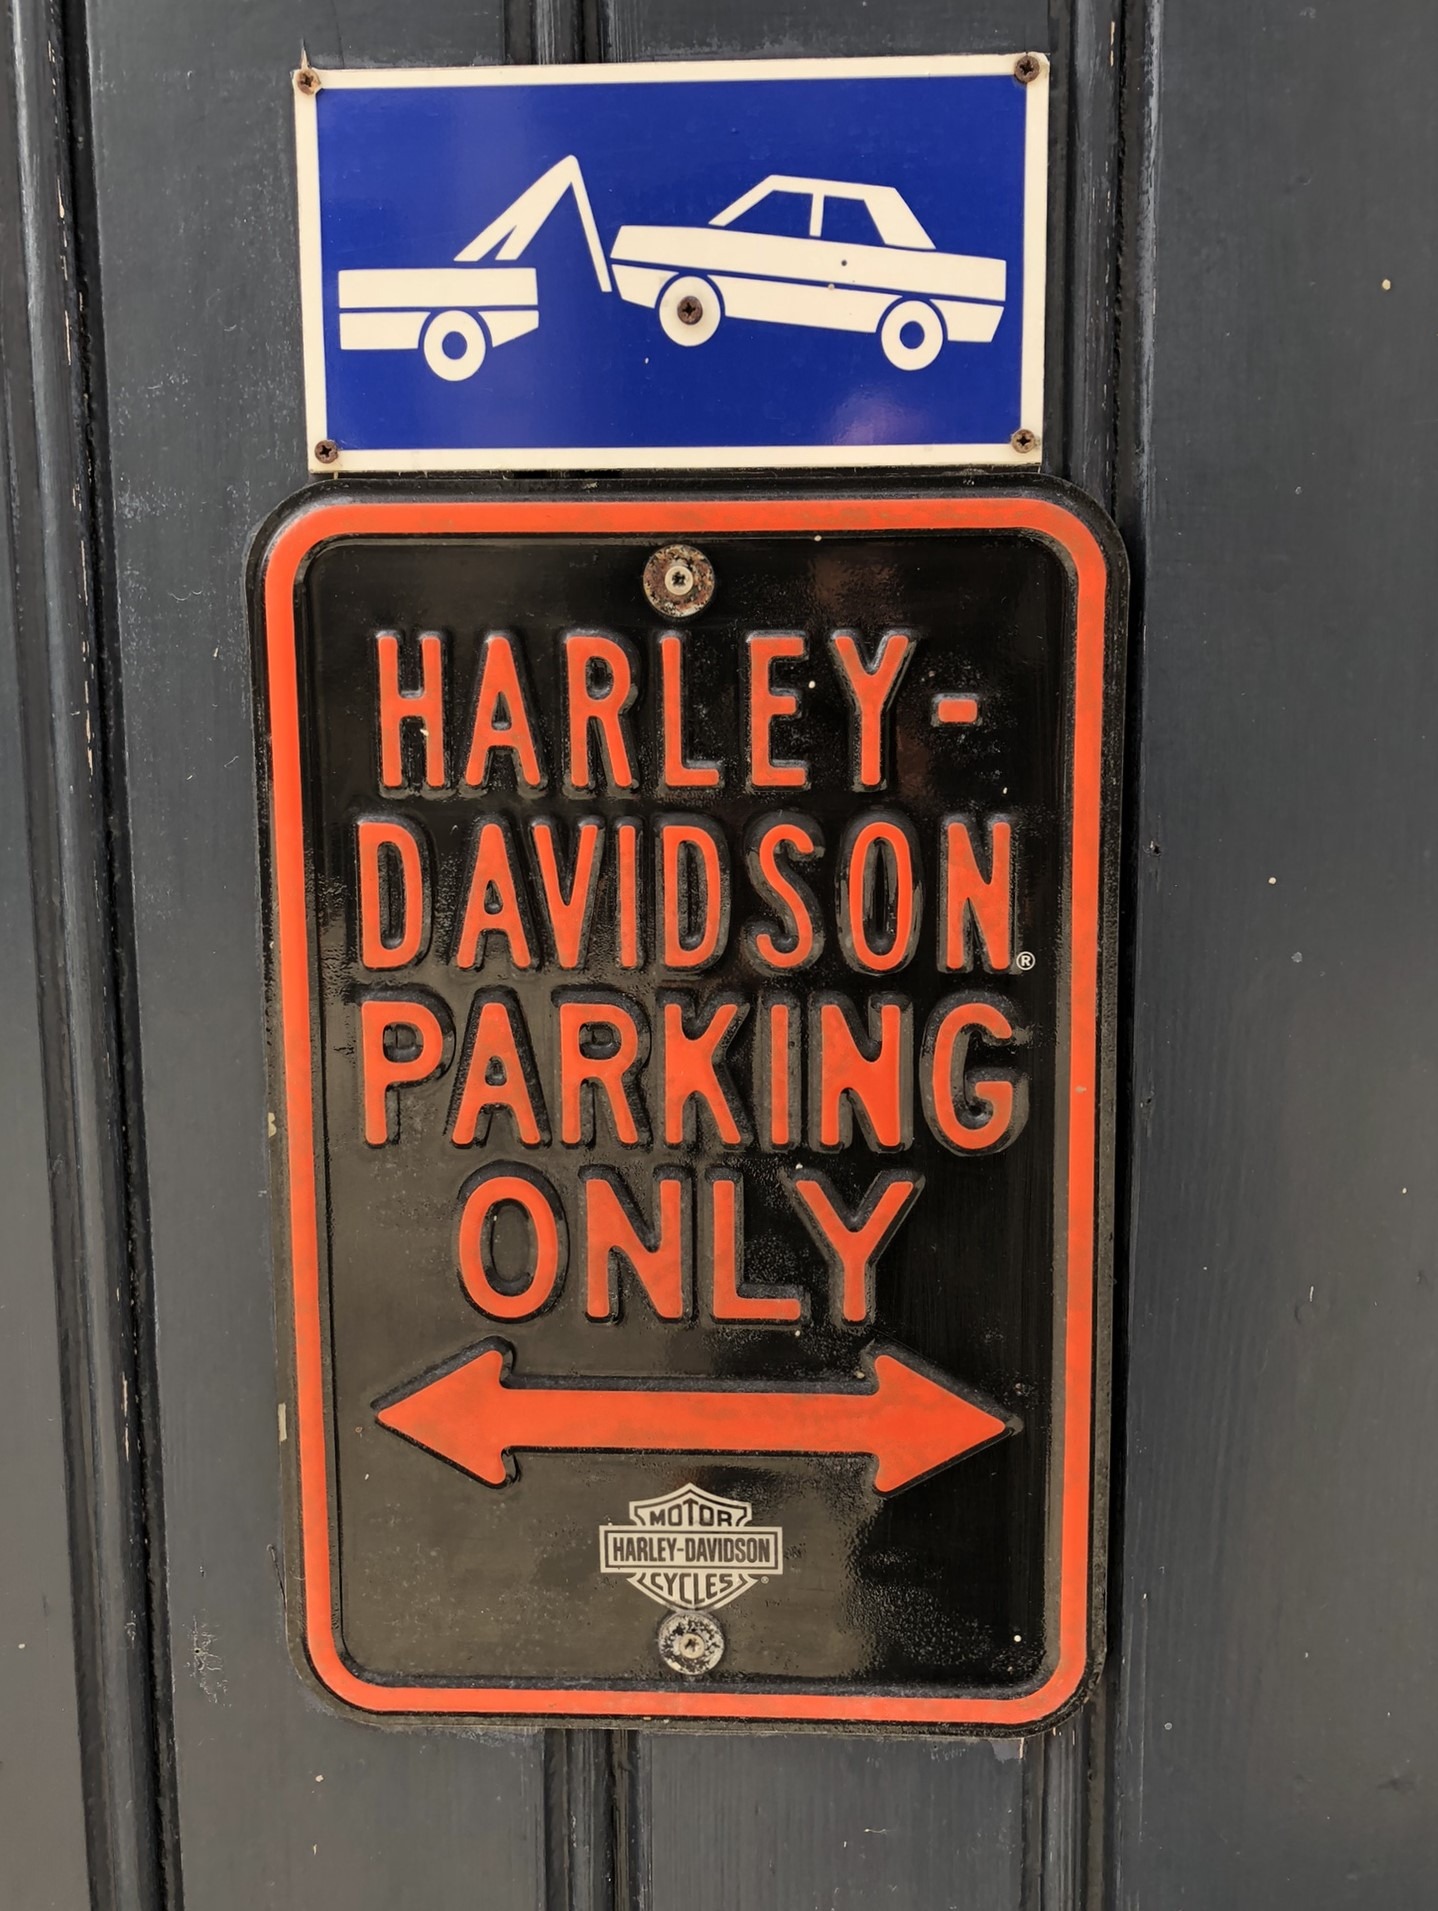 HARLEY-
DAVIDSON®
PARKING
ONLY
MOTOR
HARLEY-DAVIDSON
CYCLES®